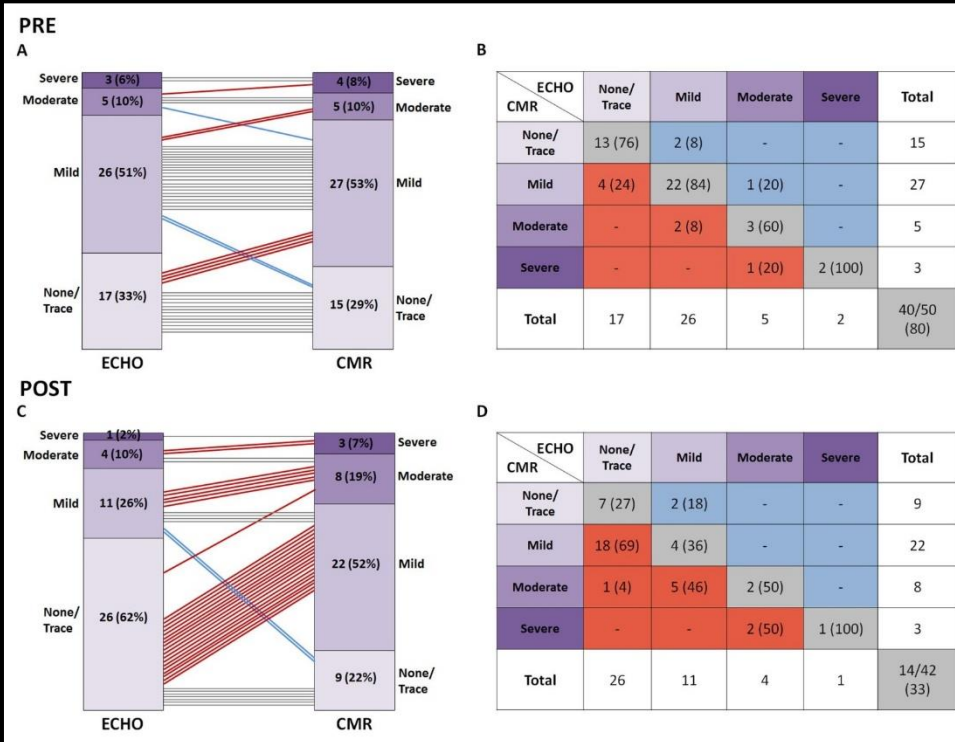 PRE
A
Severe
3 (6%)
4 (8%)
Severe
Moderate
5 (10%)
5 (10%)
Moderate
Mild
26 (51%)
27 (53%)
Mild
None/
Trace
17 (33%)
15 (29%)
None/
Trace
ECHO
CMR
B
ECHO
CMR
None/
Trace
Mild
Moderate
Severe
Total
None/
Trace
13 (76)
2 (8)
-
-
15
Mild
4 (24)
22 (84)
1 (20)
-
27
Moderate
-
2 (8)
3 (60)
-
5
Severe
-
-
1 (20)
2 (100)
3
Total
17
26
5
2
40/50
(80)
POST
C
Severe
1 (2%)
3 (7%)
Severe
Moderate
4 (10%)
8 (19%)
Moderate
Mild
11 (26%)
22 (52%)
Mild
None/
Trace
26 (62%)
9 (22%)
None/
Trace
ECHO
CMR
D
ECHO
CMR
None/
Trace
Mild
Moderate
Severe
Total
None/
Trace
7 (27)
2 (18)
-
-
9
Mild
18 (69)
4 (36)
-
-
22
Moderate
1 (4)
5 (46)
2 (50)
-
8
Severe
-
-
2 (50)
1 (100)
3
Total
26
11
4
1
14/42
(33)